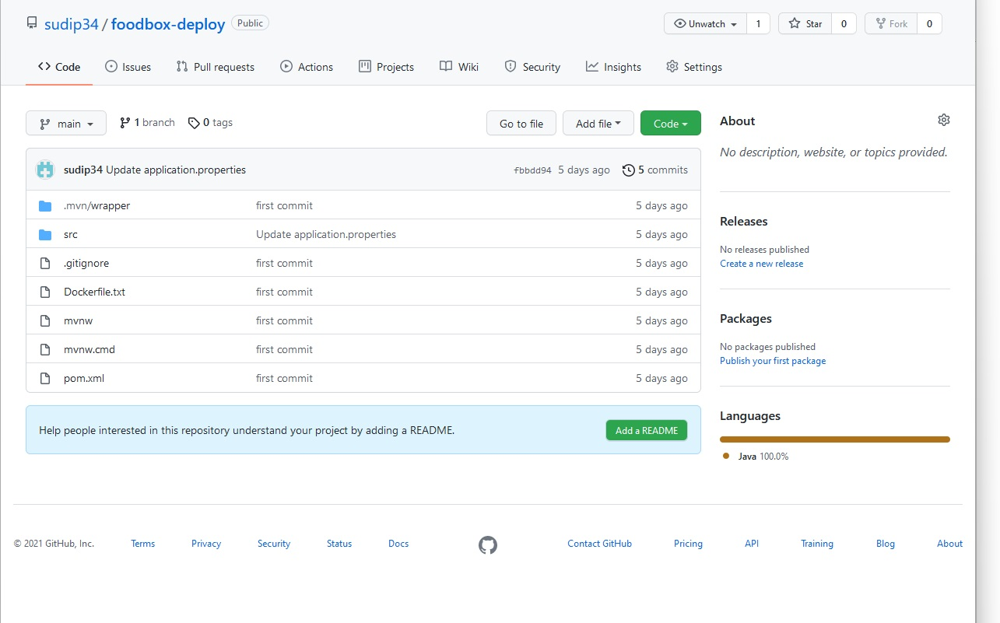 sudip34 / foodbox-deploy Public
Unwatch 1 Star 0 Fork 0
Code Issues Pull requests Actions Projects Wiki Security Insights Settings
main 1 branch 0 tags Go to file Add file Code
sudip34 Update application.properties fbbdd94 5 days ago 5 commits
.mvn/wrapper first commit 5 days ago
src Update application.properties 5 days ago
.gitignore first commit 5 days ago
Dockerfile.txt first commit 5 days ago
mvnw first commit 5 days ago
mvnw.cmd first commit 5 days ago
pom.xml first commit 5 days ago
Help people interested in this repository understand your project by adding a README. Add a README
About
No description, website, or topics provided.
Releases
No releases published
Create a new release
Packages
No packages published
Publish your first package
Languages
Java 100.0%
© 2021 GitHub, Inc. Terms Privacy Security Status Docs Contact GitHub Pricing API Training Blog About